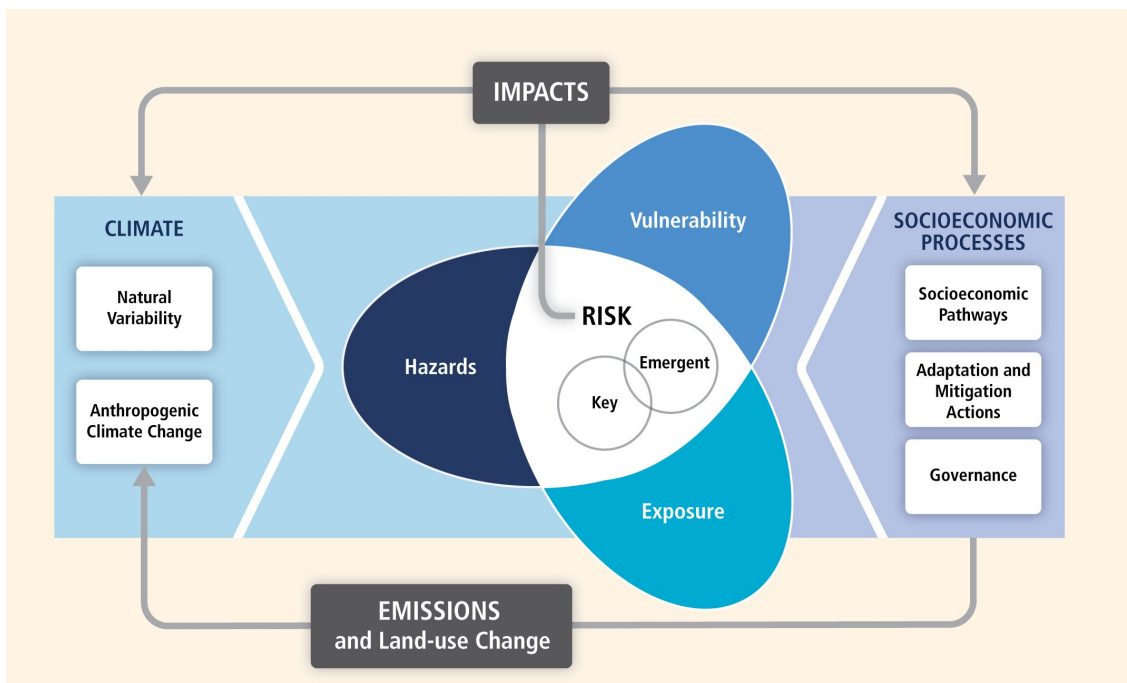 IMPACTS
CLIMATE
Natural
Variability
Anthropogenic
Climate Change
Vulnerability
Hazards
RISK
Emergent
Key
Exposure
SOCIOECONOMIC
PROCESSES
Socioeconomic
Pathways
Adaptation and
Mitigation
Actions
Governance
EMISSIONS
and Land-use Change